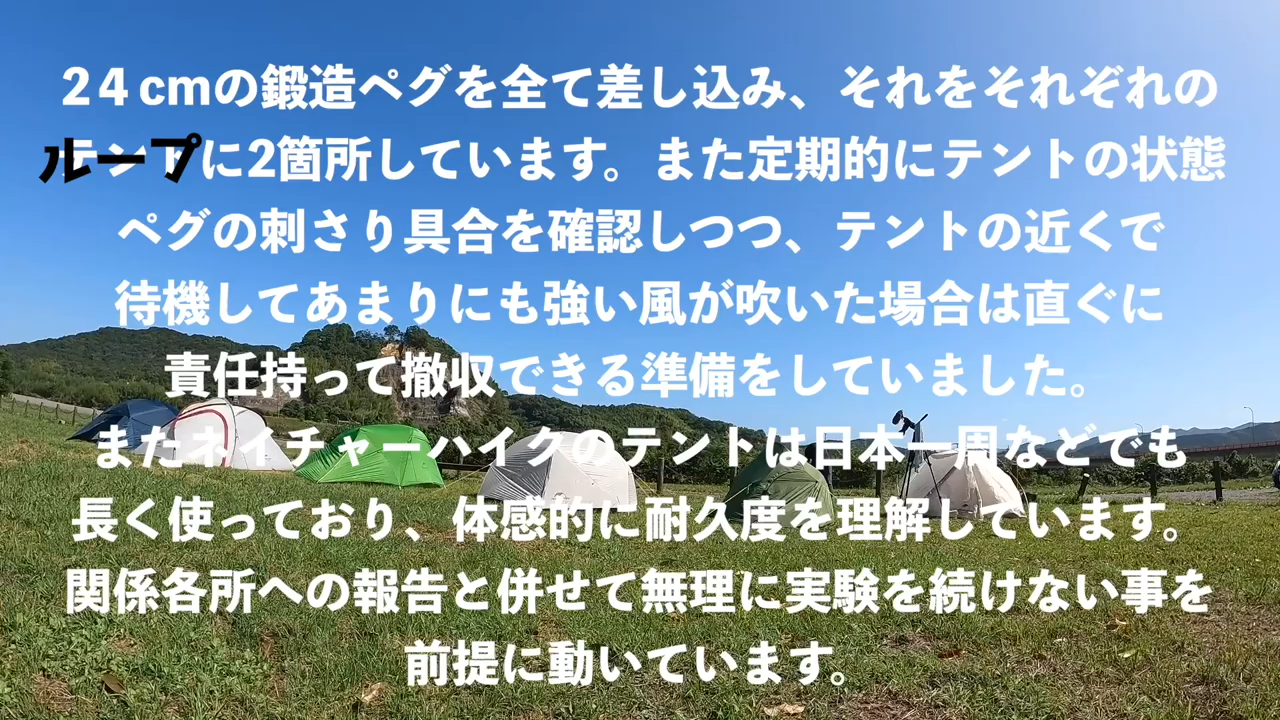 24cmの鍛造ペグを全て差し込み、それをそれぞれの
ループに2箇所しています。また定期的にテントの状態
ペグの刺さり具合を確認しつつ、テントの近くで
待機してあまりにも強い風が吹いた場合は直ぐに
責任持って撤収できる準備をしていました。
またネイチャーハイクのテントは日本一周などでも
長く使っており、体感的に耐久度を理解しています。
関係各所への報告と併せて無理に実験を続けない事を
前提に動いています。